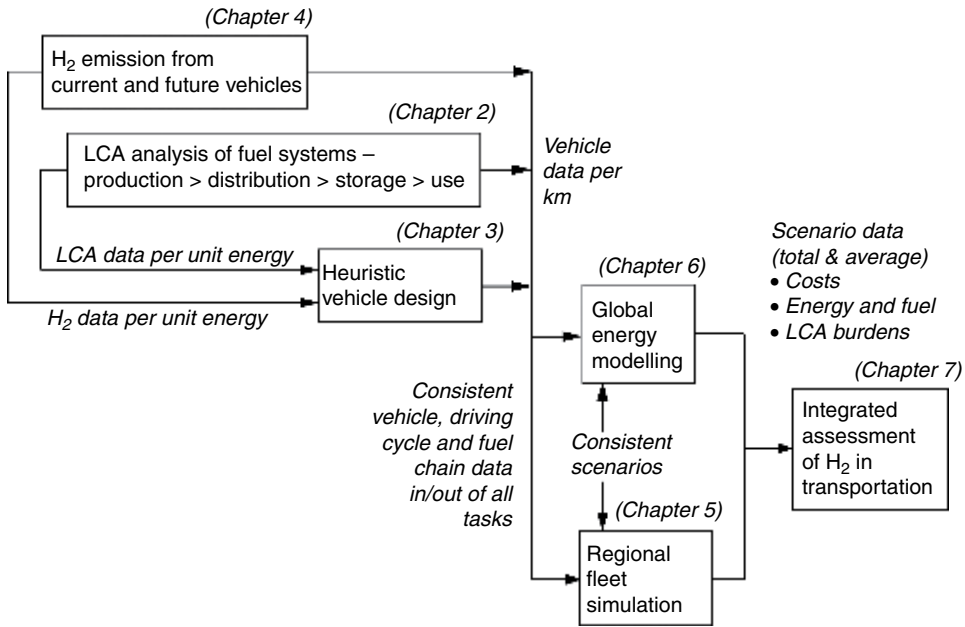 (Chapter 4)
H₂ emission from
current and future vehicles
(Chapter 2)
LCA analysis of fuel systems –
production > distribution > storage > use
Vehicle
data per
km
(Chapter 3)
LCA data per unit energy
Heuristic
vehicle design
H₂ data per unit energy
Scenario data
(total & average)
• Costs
• Energy and fuel
• LCA burdens
(Chapter 6)
Global
energy
modelling
(Chapter 7)
Integrated
assessment
of H₂ in
transportation
Consistent
vehicle, driving
cycle and fuel
chain data
in/out of all
tasks
Consistent
scenarios
(Chapter 5)
Regional
fleet
simulation